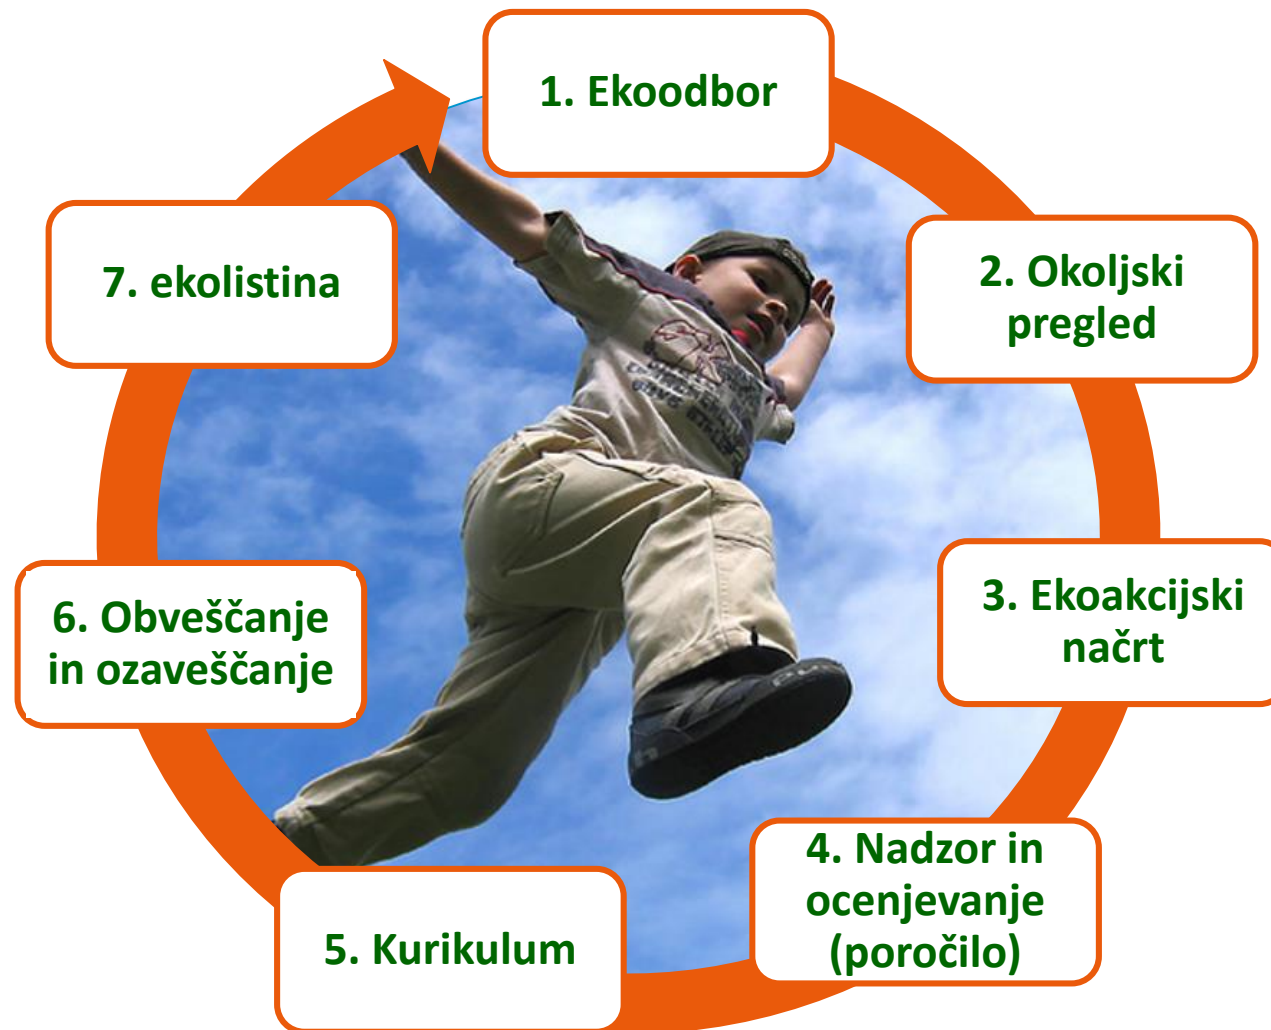 1. Ekoodbor
2. Okoljski
pregled
3. Ekoakcijski
načrt
4. Nadzor in
ocenjevanje
(poročilo)
5. Kurikulum
6. Obveščanje
in ozaveščanje
7. ekolistina